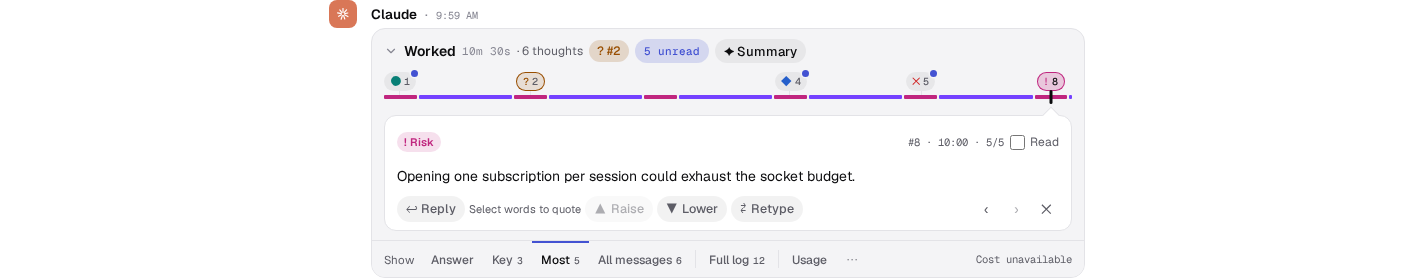 Claude · 9:59 AM
Worked 10m 30s · 6 thoughts ? #2 5 unread Summary
1 ? 2 4 5 ! 8
! Risk #8 · 10:00 · 5/5 Read
Opening one subscription per session could exhaust the socket budget.
Reply Select words to quote Raise Lower Retype
Show Answer Key 3 Most 5 All messages 6 Full log 12 Usage ··· Cost unavailable